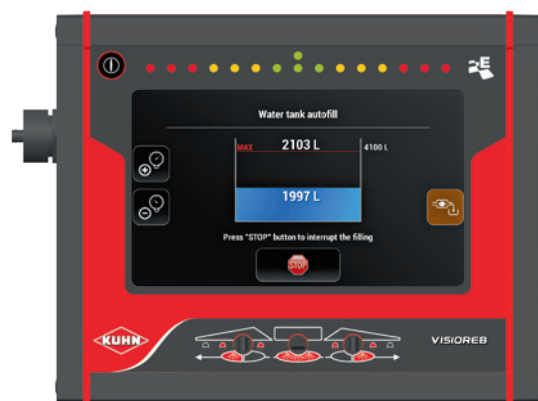 Water tank autofill
MAX 2103 L 4100 L
1997 L
Press "STOP" button to interrupt the filling
STOP
KUHN
VISIOREB
E